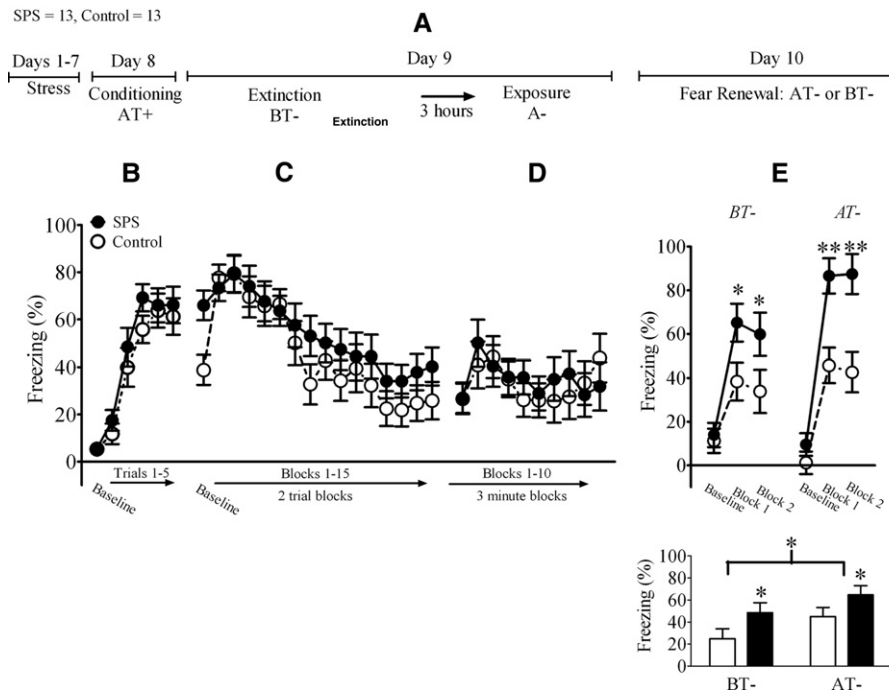 SPS = 13, Control = 13
A
Days 1-7
Day 8
Day 9
Day 10
Stress
Conditioning
AT+
Extinction
BT-
Extinction
3 hours
Exposure
A-
Fear Renewal: AT- or BT-
B
C
D
E
SPS
Control
BT-
AT-
Freezing (%)
100
80
60
40
20
0
Baseline
Trials 1-5
Baseline
Blocks 1-15
2 trial blocks
Blocks 1-10
3 minute blocks
Freezing (%)
100
80
60
40
20
0
* * ** **
Baseline
Block 1
Block 2
Baseline
Block 1
Block 2
Freezing (%)
100
80
60
40
20
0
*
* *
BT-
AT-